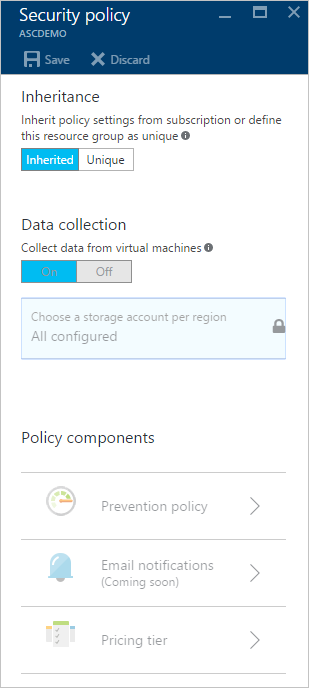 Security policy
ASCDEMO
Save Discard
Inheritance
Inherit policy settings from subscription or define
this resource group as unique
Inherited Unique
Data collection
Collect data from virtual machines
On Off
Choose a storage account per region
All configured
Policy components
Prevention policy
Email notifications
(Coming soon)
Pricing tier